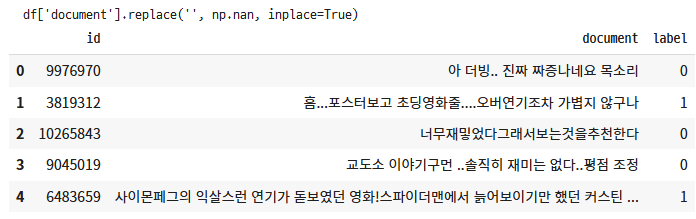 df['document'].replace('', np.nan, inplace=True)
id document label
0 9976970 아 더빙.. 진짜 짜증나네요 목소리 0
1 3819312 흠...포스터보고 초딩영화줄....오버연기조차 가볍지 않구나 1
2 10265843 너무재밓었다그래서보는것을추천한다 0
3 9045019 교도소 이야기구먼 ..솔직히 재미는 없다..평점 조정 0
4 6483659 사이몬페그의 익살스런 연기가 돋보였던 영화!스파이더맨에서 늙어보이기만 했던 커스틴 ... 1